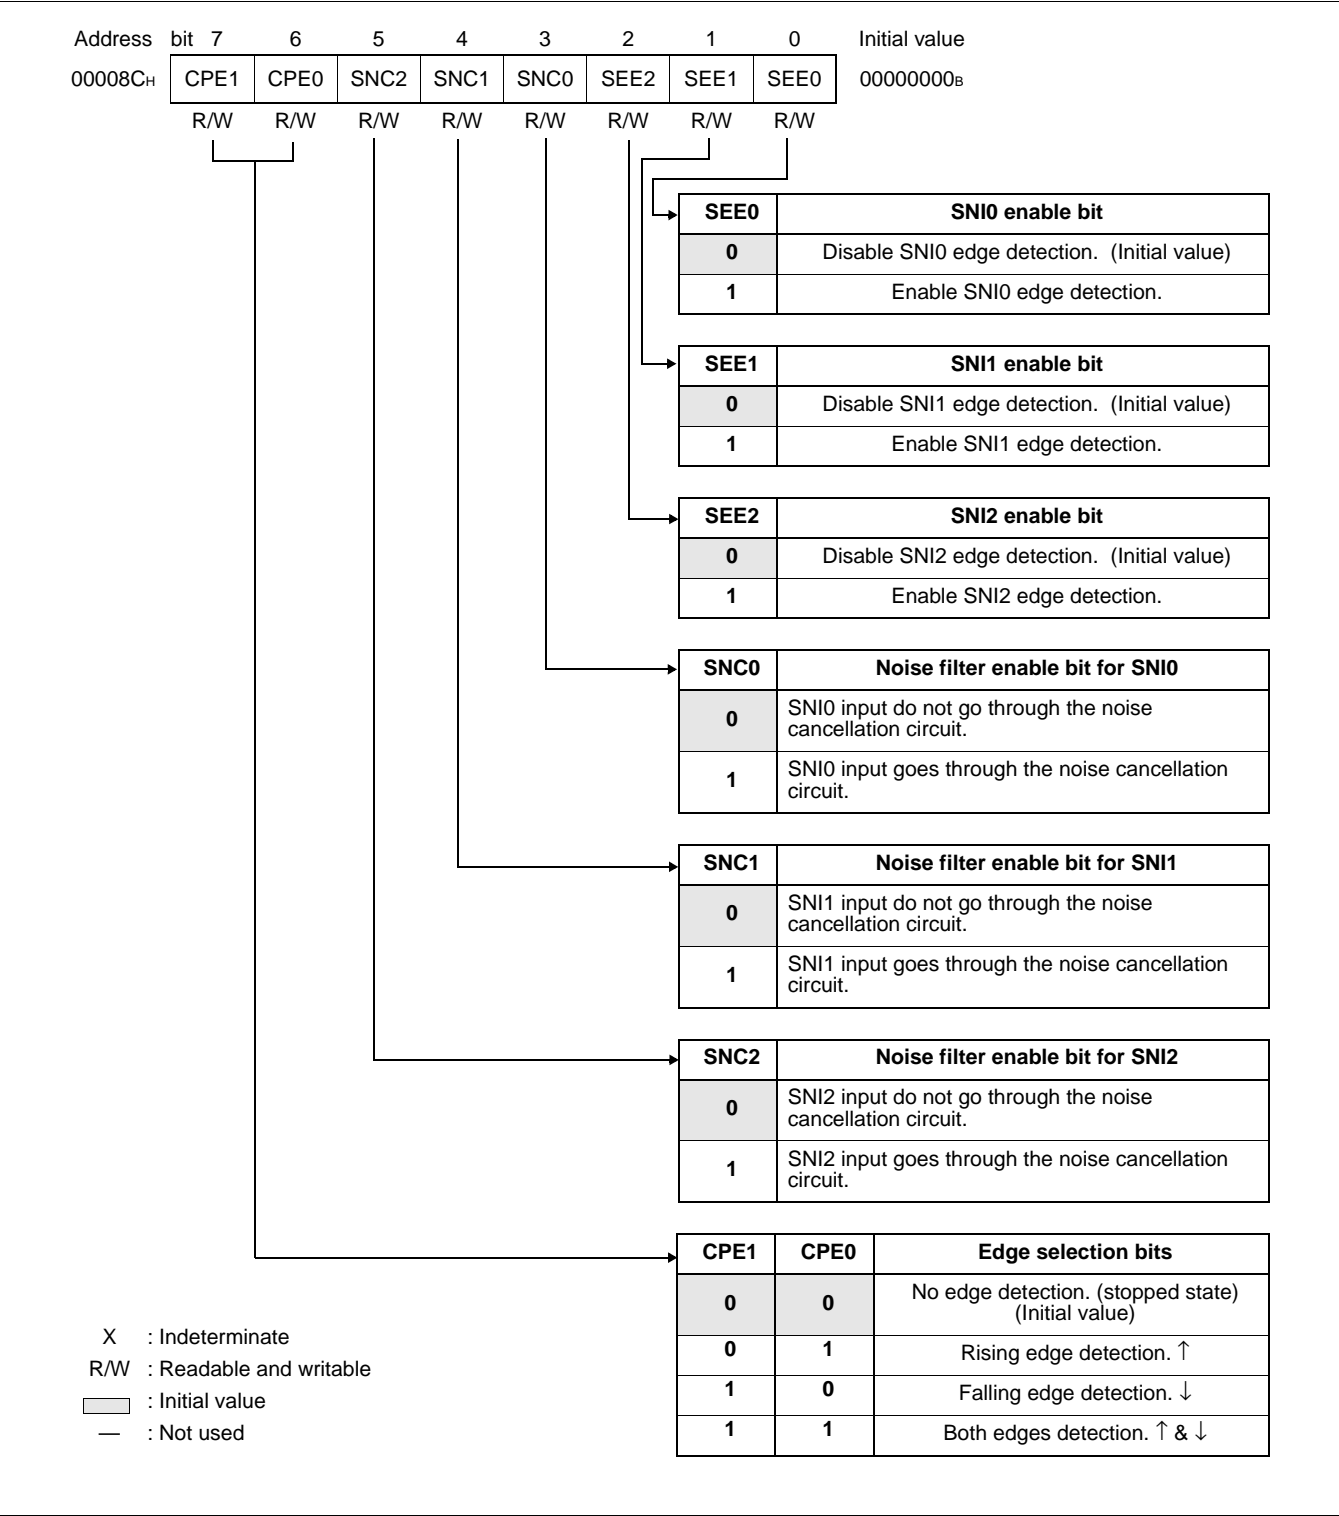 Address bit 7 6 5 4 3 2 1 0 Initial value
00008CH CPE1 CPE0 SNC2 SNC1 SNC0 SEE2 SEE1 SEE0 00000000B
R/W R/W R/W R/W R/W R/W R/W R/W
SEE0 SNI0 enable bit
0 Disable SNI0 edge detection. (Initial value)
1 Enable SNI0 edge detection.
SEE1 SNI1 enable bit
0 Disable SNI1 edge detection. (Initial value)
1 Enable SNI1 edge detection.
SEE2 SNI2 enable bit
0 Disable SNI2 edge detection. (Initial value)
1 Enable SNI2 edge detection.
SNC0 Noise filter enable bit for SNI0
0 SNI0 input do not go through the noise
cancellation circuit.
1 SNI0 input goes through the noise cancellation
circuit.
SNC1 Noise filter enable bit for SNI1
0 SNI1 input do not go through the noise
cancellation circuit.
1 SNI1 input goes through the noise cancellation
circuit.
SNC2 Noise filter enable bit for SNI2
0 SNI2 input do not go through the noise
cancellation circuit.
1 SNI2 input goes through the noise cancellation
circuit.
CPE1 CPE0 Edge selection bits
0 0 No edge detection. (stopped state)
(Initial value)
0 1 Rising edge detection. ↑
1 0 Falling edge detection. ↓
1 1 Both edges detection. ↑ & ↓
X : Indeterminate
R/W : Readable and writable
: Initial value
— : Not used